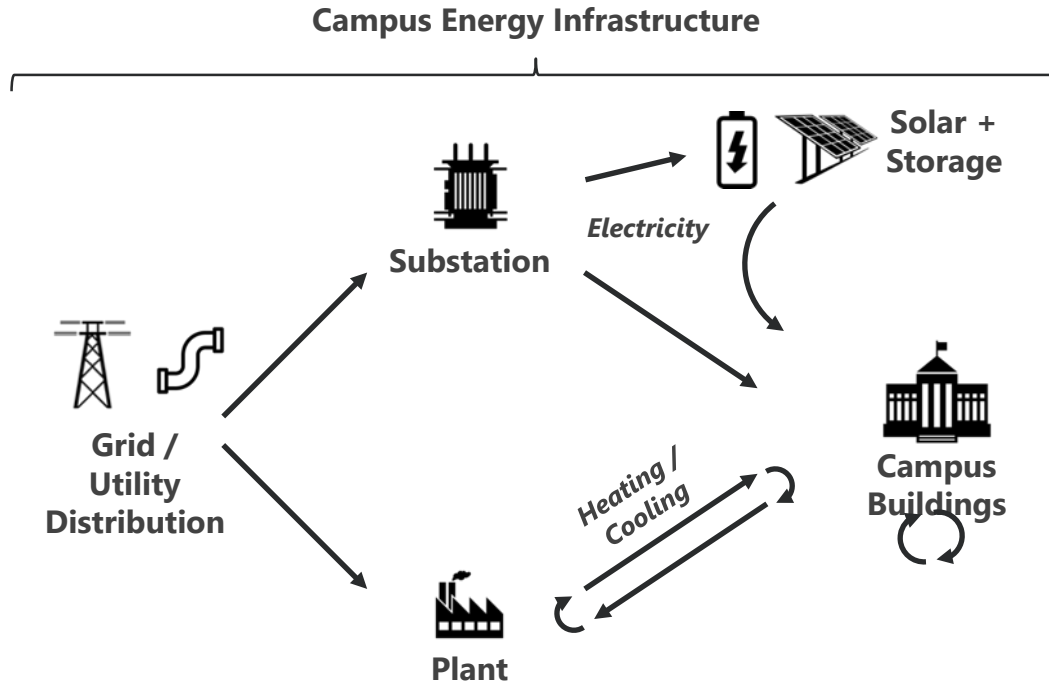 Campus Energy Infrastructure
Solar +
Storage
Electricity
Substation
Grid /
Utility
Distribution
Heating /
Cooling
Campus
Buildings
Plant